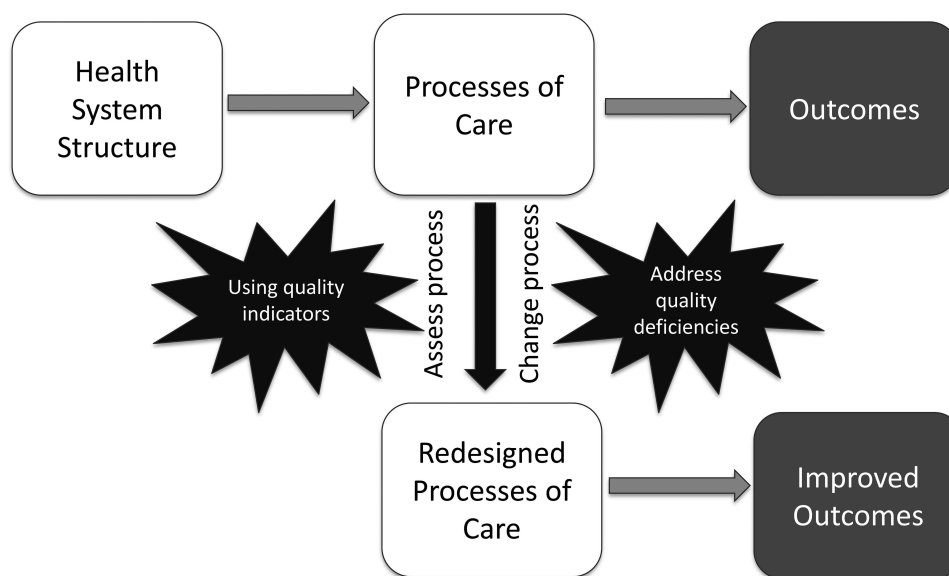 Health
System
Structure
Processes of
Care
Outcomes
Using quality
indicators
Assess process
Change process
Address
quality
deficiencies
Redesigned
Processes of
Care
Improved
Outcomes